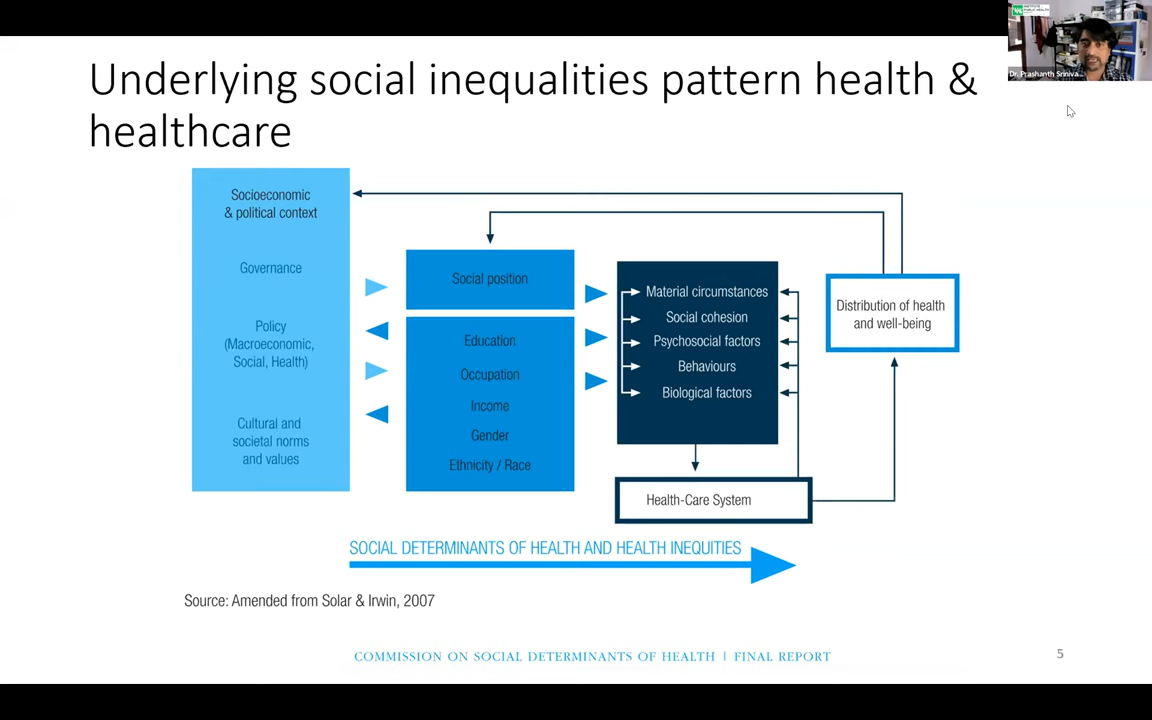 INSTITUTE
PUBLIC HEALTH
Dr. Prashanth Sriniva...
Underlying social inequalities pattern health &
healthcare
Socioeconomic
& political context
Governance
Policy
(Macroeconomic,
Social, Health)
Cultural and
societal norms
and values
Social position
Education
Occupation
Income
Gender
Ethnicity / Race
Material circumstances
Social cohesion
Psychosocial factors
Behaviours
Biological factors
Health-Care System
Distribution of health
and well-being
SOCIAL DETERMINANTS OF HEALTH AND HEALTH INEQUITIES
Source: Amended from Solar & Irwin, 2007
COMMISSION ON SOCIAL DETERMINANTS OF HEALTH | FINAL REPORT
5